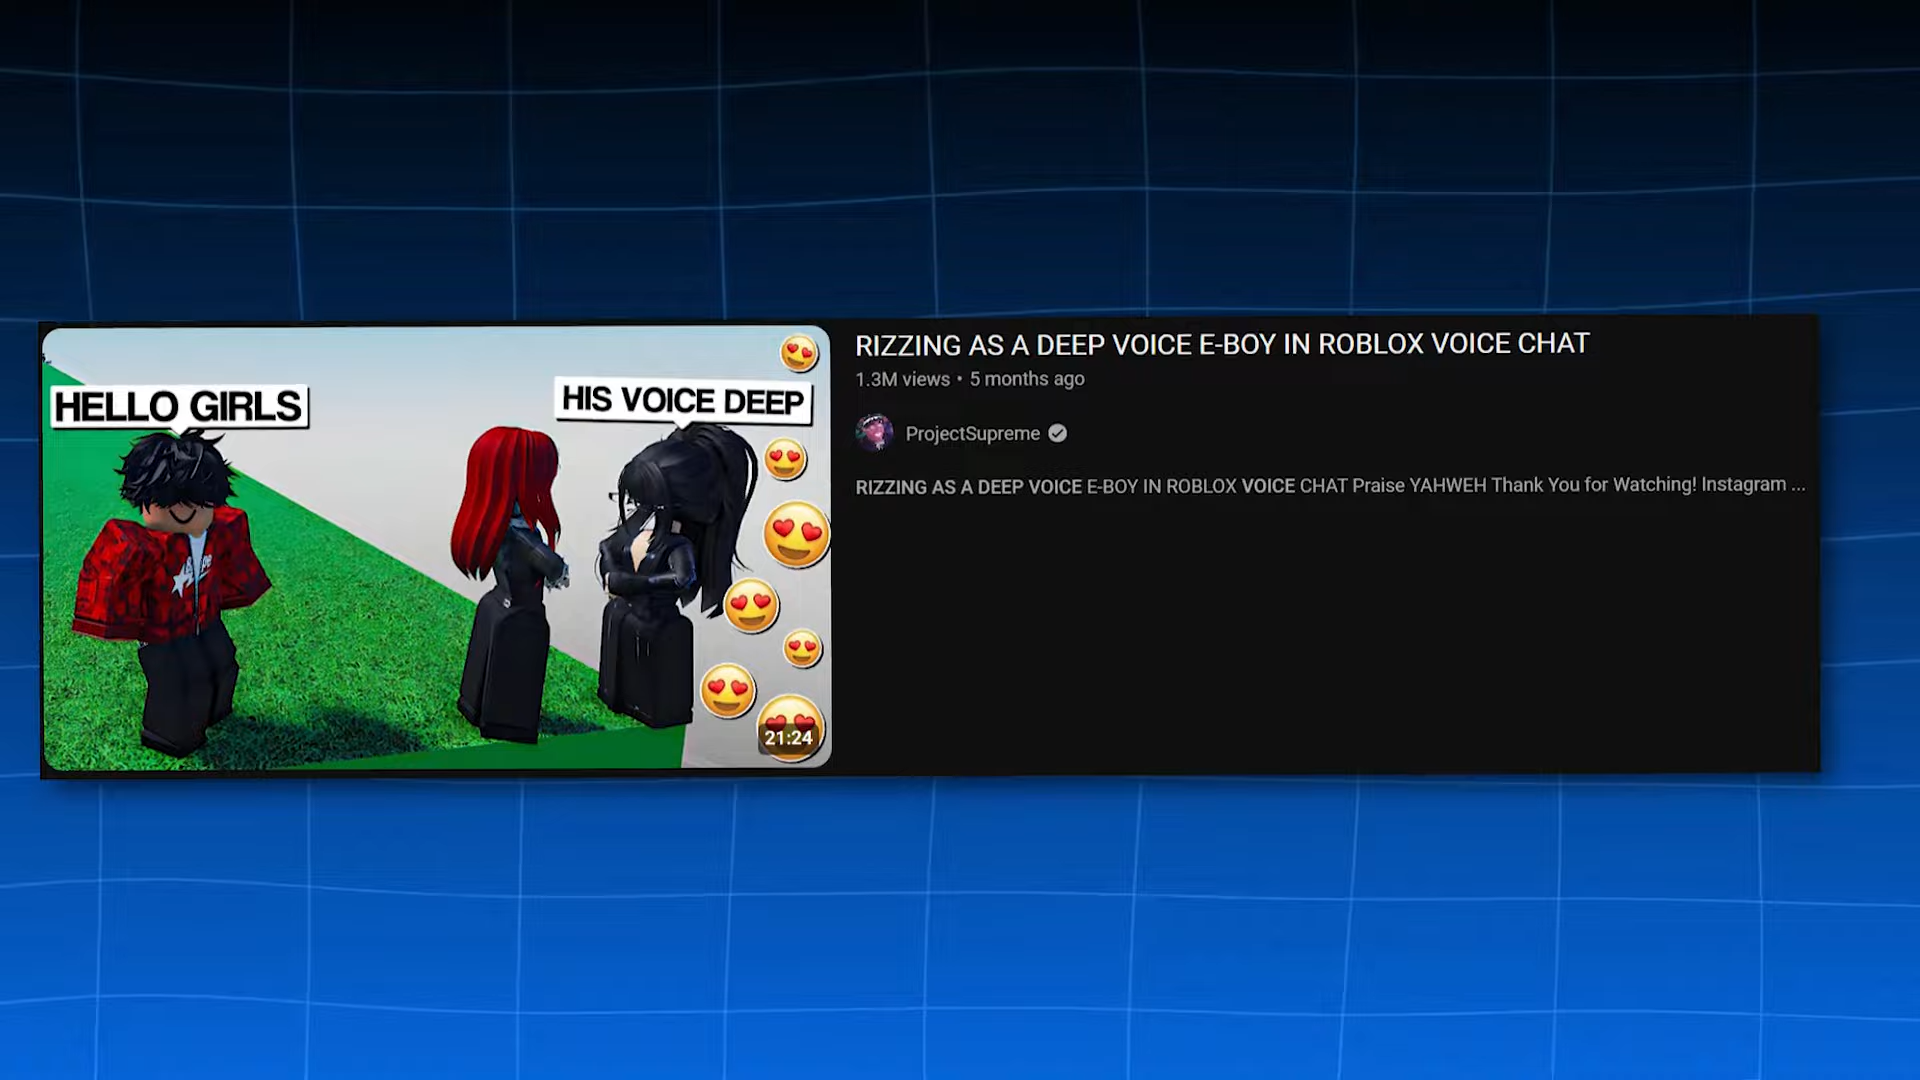 HELLO GIRLS
HIS VOICE DEEP
21:24
RIZZING AS A DEEP VOICE E-BOY IN ROBLOX VOICE CHAT
1.3M views • 5 months ago
ProjectSupreme
RIZZING AS A DEEP VOICE E-BOY IN ROBLOX VOICE CHAT Praise YAHWEH Thank You for Watching! Instagram ...